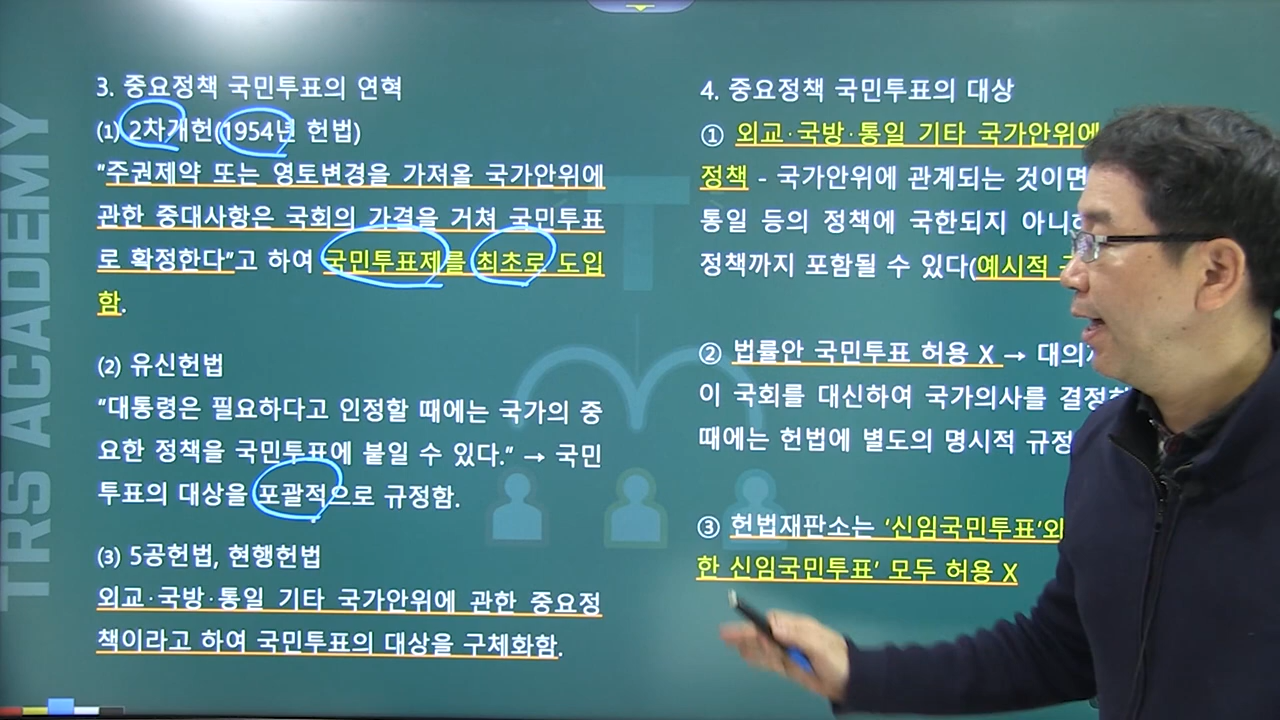 3. 중요정책 국민투표의 연혁
(1) 2차개헌(1954년 헌법)
"주권제약 또는 영토변경을 가져올 국가안위에
관한 중대사항은 국회의 가결을 거쳐 국민투표
로 확정한다"고 하여 국민투표제를 최초로 도입
함.
(2) 유신헌법
"대통령은 필요하다고 인정할 때에는 국가의 중
요한 정책을 국민투표에 붙일 수 있다." → 국민
투표의 대상을 포괄적으로 규정함.
(3) 5공헌법, 현행헌법
외교·국방·통일 기타 국가안위에 관한 중요정
책이라고 하여 국민투표의 대상을 구체화함.
4. 중요정책 국민투표의 대상
① 외교·국방·통일 기타 국가안위에
정책 - 국가안위에 관계되는 것이면
통일 등의 정책에 국한되지 아니하
정책까지 포함될 수 있다(예시적
② 법률안 국민투표 허용 X → 대의
이 국회를 대신하여 국가의사를 결정
때에는 헌법에 별도의 명시적 규정
③ 헌법재판소는 '신임국민투표'외
한 신임국민투표' 모두 허용 X
TRS ACADEMY